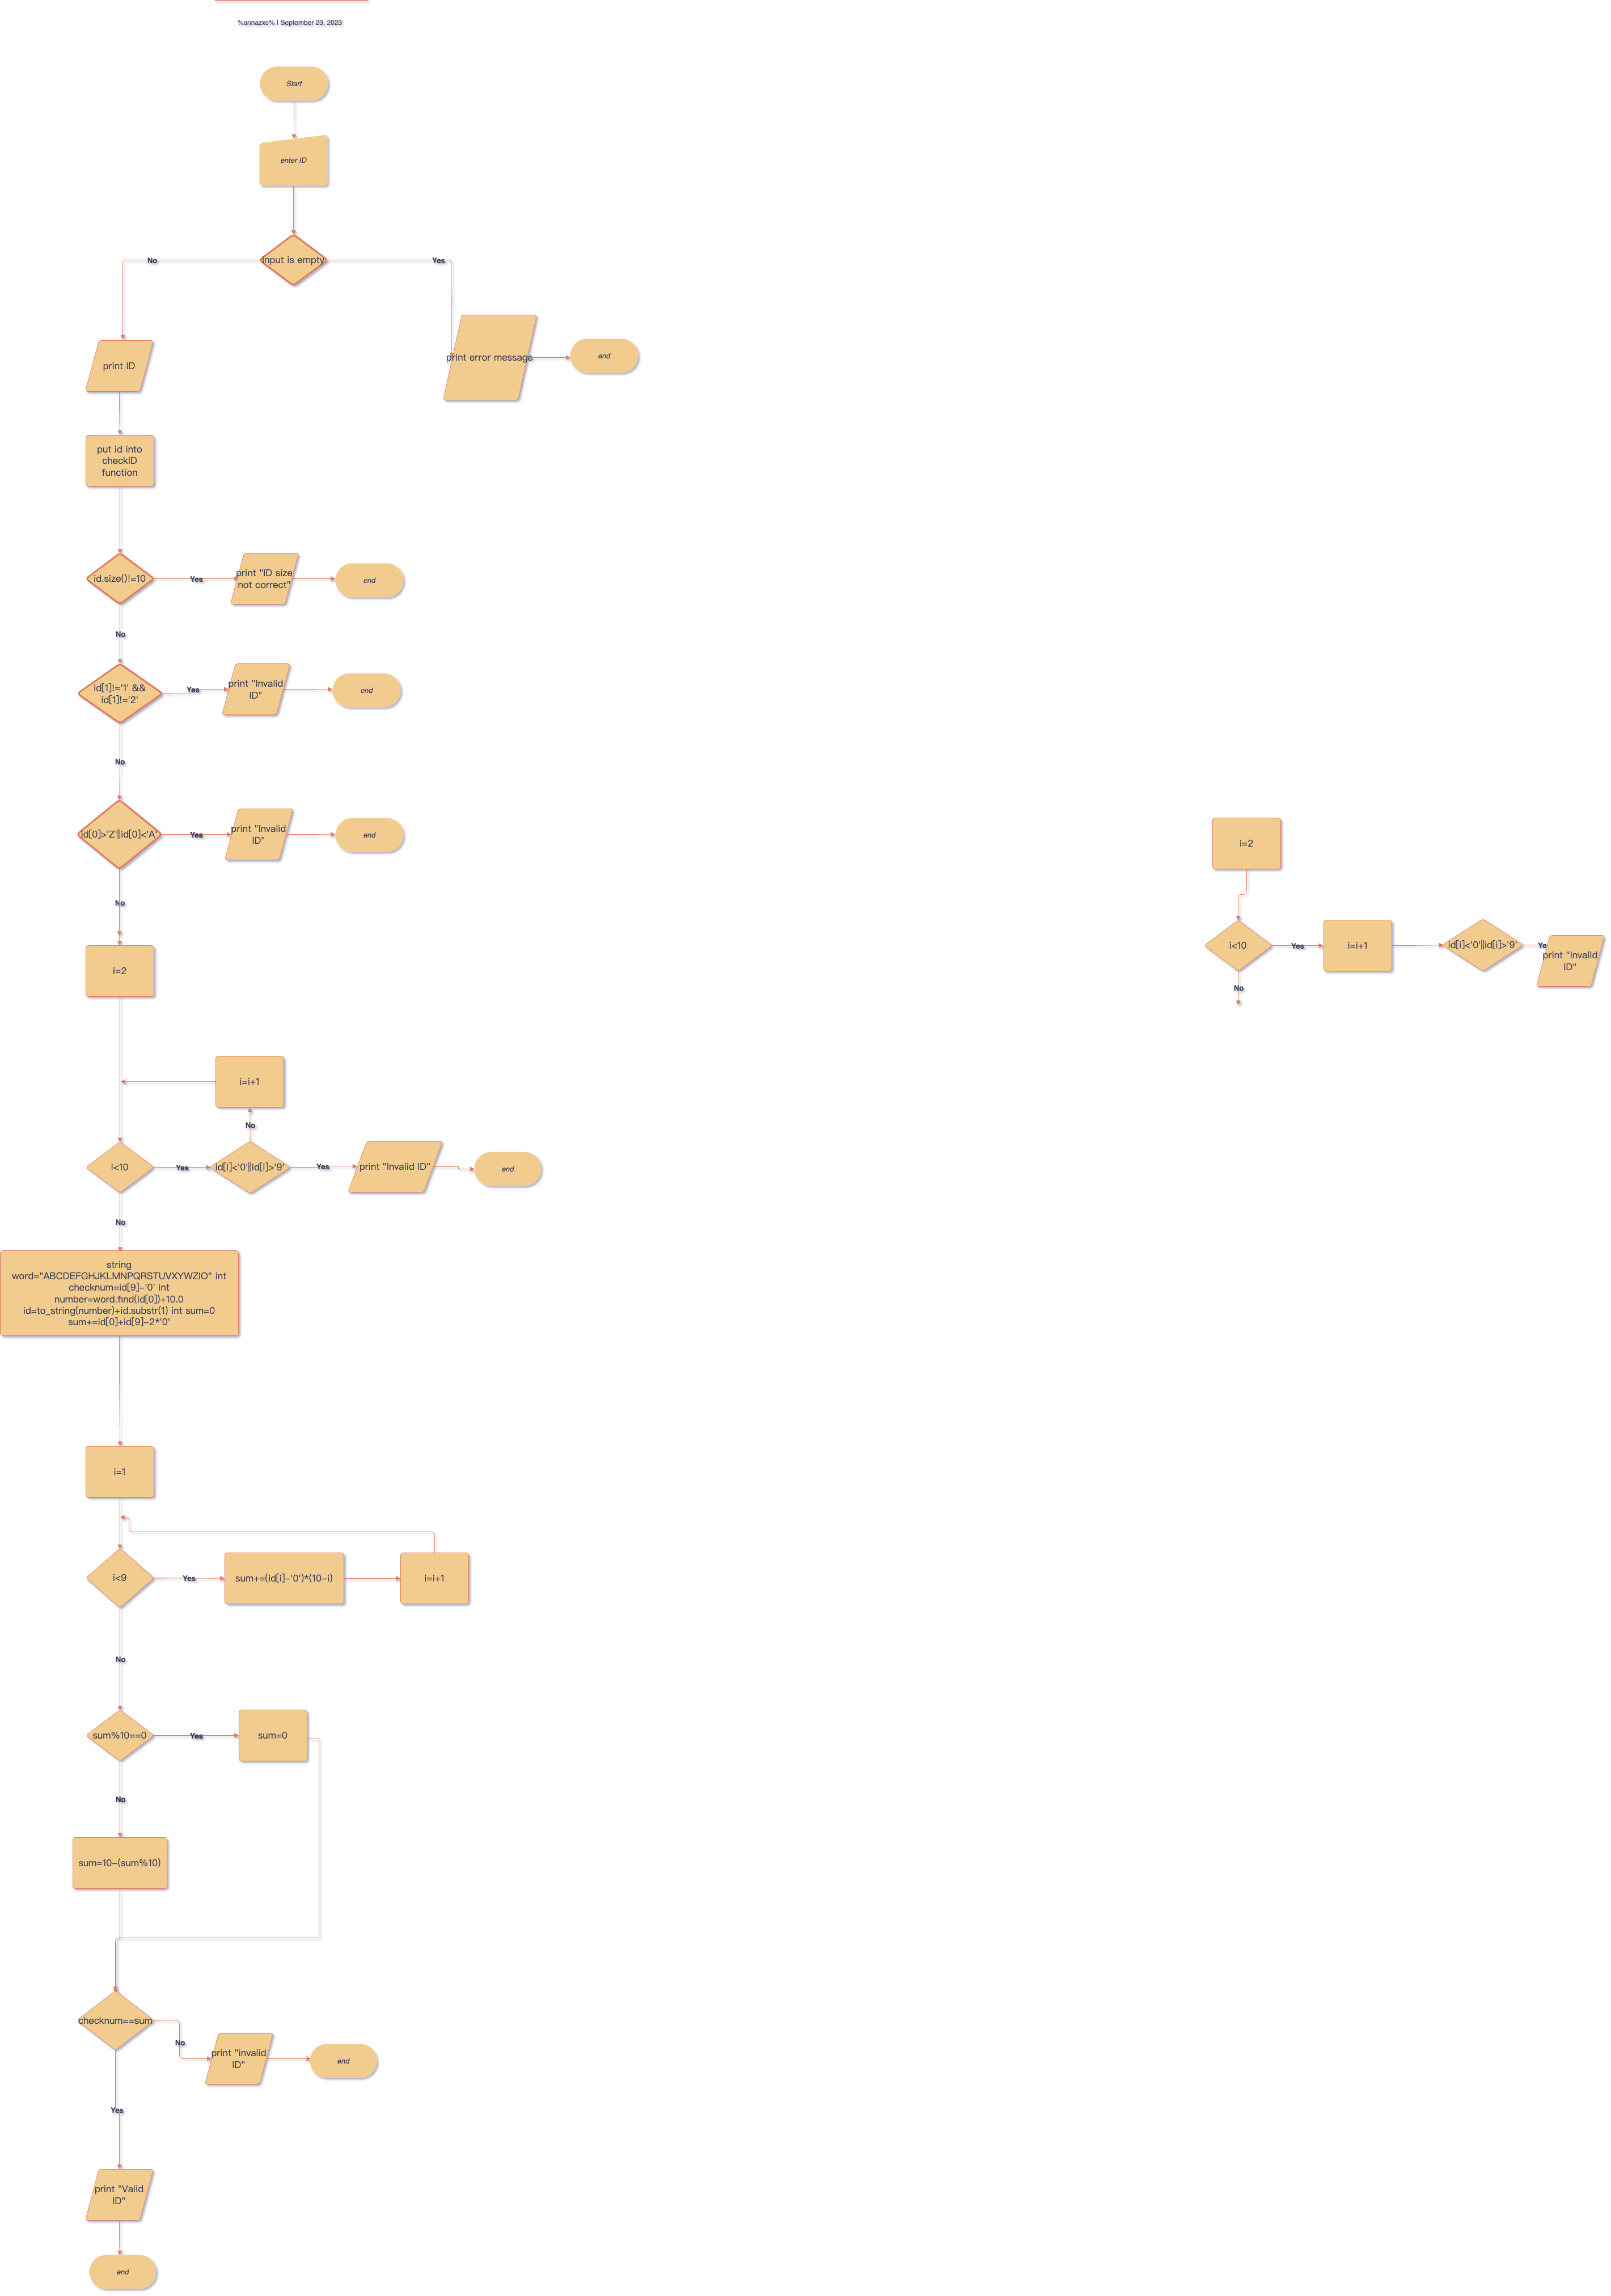 %annazxc% | September 23, 2023
Start
enter ID
Input is empty
No
Yes
print ID
print error message
end
put id into
checkID
function
id.size()!=10
Yes
print "ID size
not correct"
end
No
id[1]!='1' &&
id[1]!='2'
Yes
print "Invalid
ID"
end
No
id[0]>'Z'||id[0]<'A'
Yes
print "Invalid
ID"
end
No
i=2
i=i+1
No
i<10
Yes
id[i]<'0'||id[i]>'9'
Yes
print "Invalid ID"
end
No
string
word="ABCDEFGHJKLMNPQRSTUVXYWZIO" int
checknum=id[9]-'0' int
number=word.find(id[0])+10.0
id=to_string(number)+id.substr(1) int sum=0
sum+=id[0]+id[9]-2*'0'
i=1
i<9
Yes
sum+=(id[i]-'0')*(10-i)
i=i+1
No
sum%10==0
Yes
sum=0
No
sum=10-(sum%10)
checknum==sum
No
print "invalid
ID"
end
Yes
print "Valid
ID"
end
i=2
i<10
Yes
i=i+1
id[i]<'0'||id[i]>'9'
Ye
print "Invalid
ID"
No